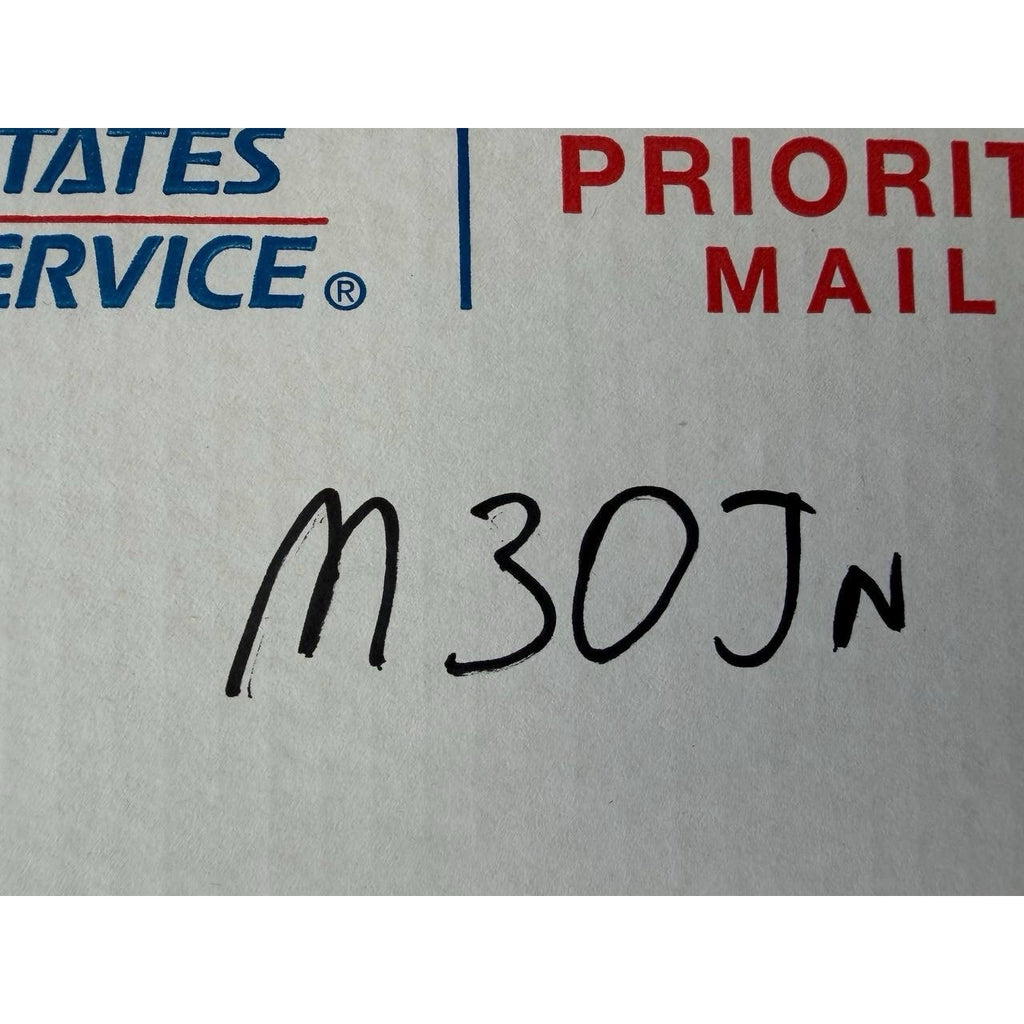 TATES
ERVICE®
PRIORIT
MAIL
M30JN